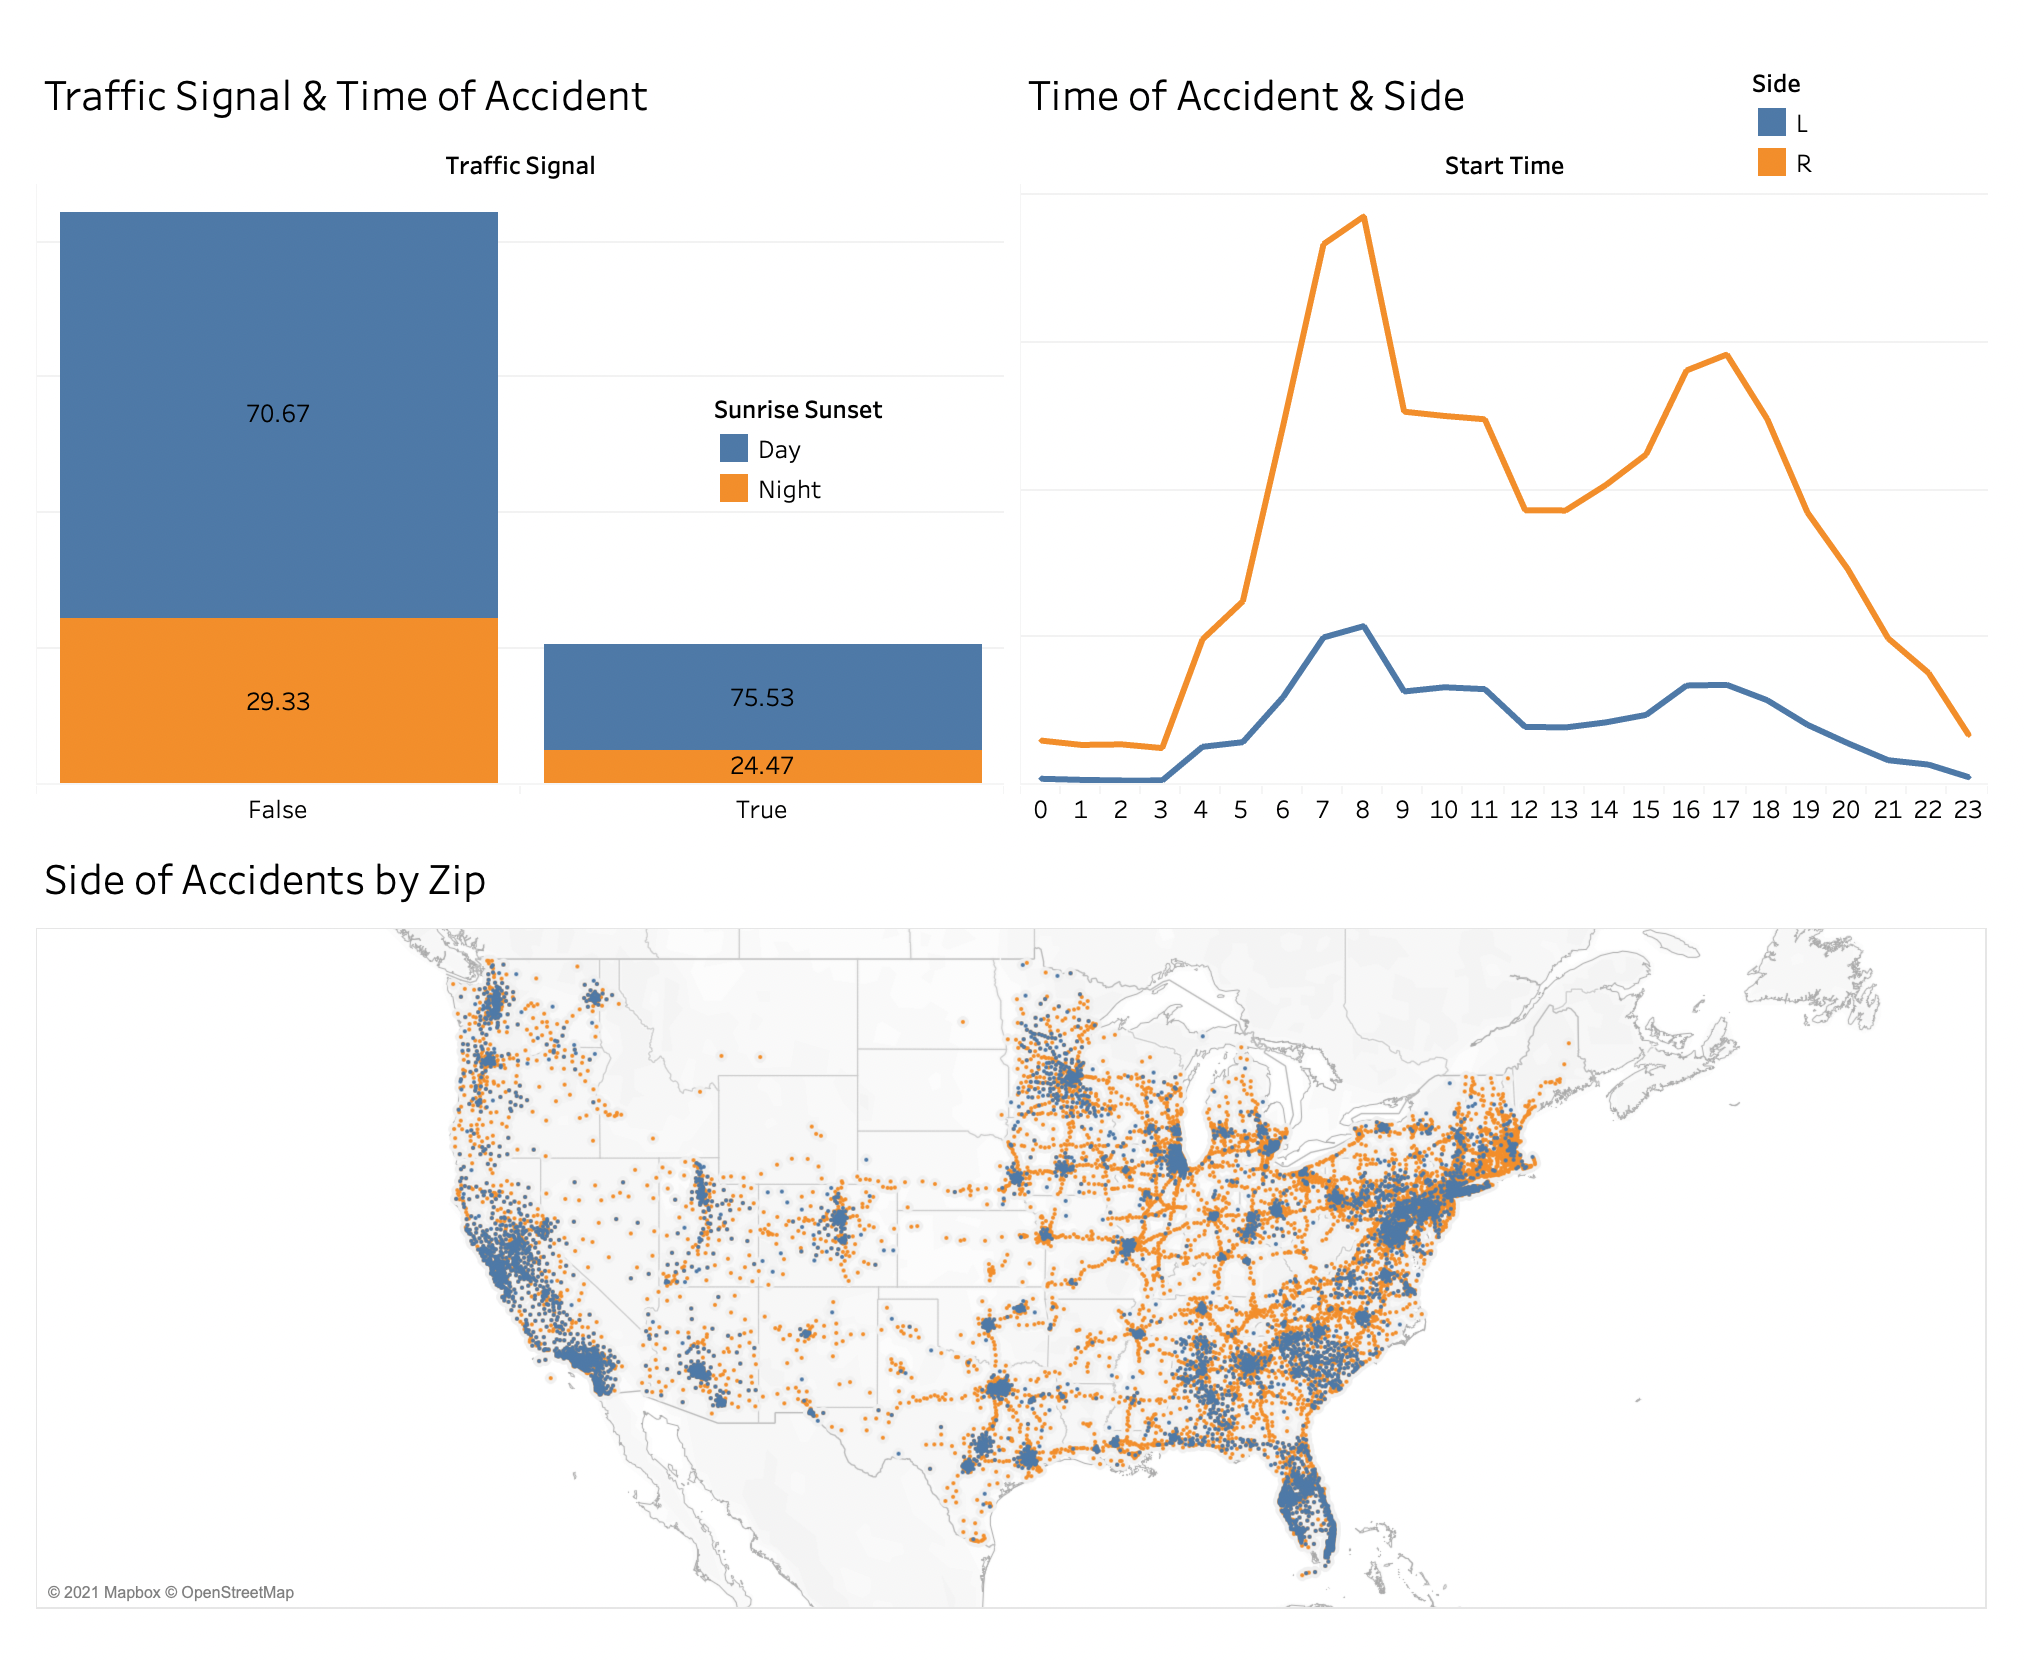 Traffic Signal & Time of Accident
Traffic Signal
70.67
29.33
75.53
24.47
Sunrise Sunset
Day
Night
False
True
Time of Accident & Side
Side
L
R
Start Time
0 1 2 3 4 5 6 7 8 9 10 11 12 13 14 15 16 17 18 19 20 21 22 23
Side of Accidents by Zip
© 2021 Mapbox © OpenStreetMap